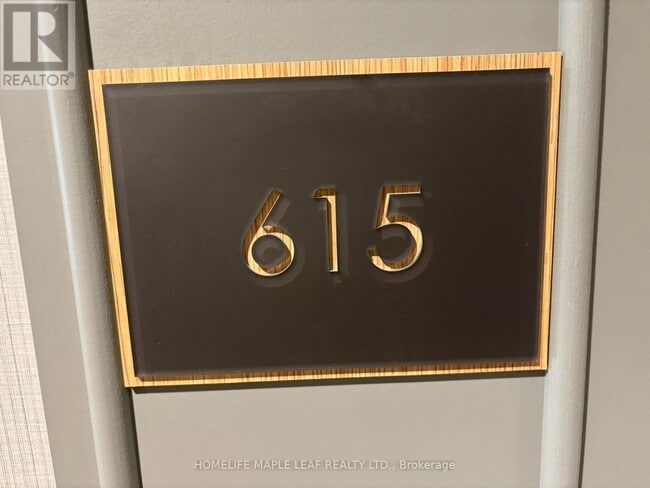 R
REALTOR®
615
HOMELIFE MAPLE LEAF REALTY LTD., Brokerage